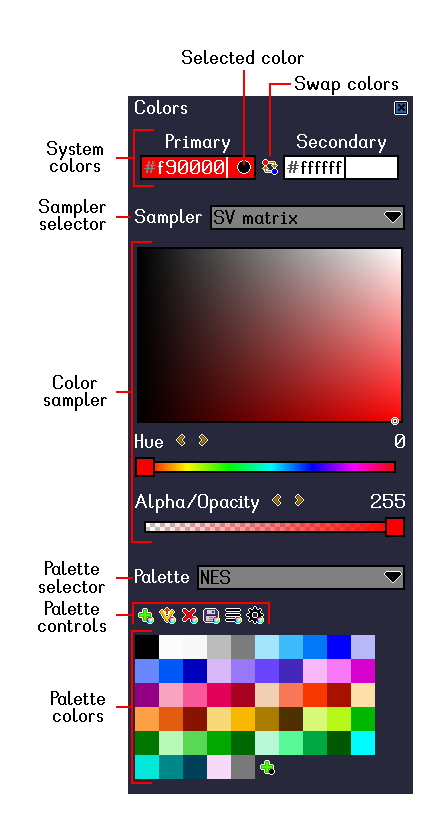 Selected color
Swap colors
Colors
System
colors
Primary
Secondary
#f90000
#ffffff
Sampler
selector
Sampler
SV matrix
Color
sampler
Hue
0
Alpha/Opacity
255
Palette
selector
Palette
NES
Palette
controls
Palette
colors